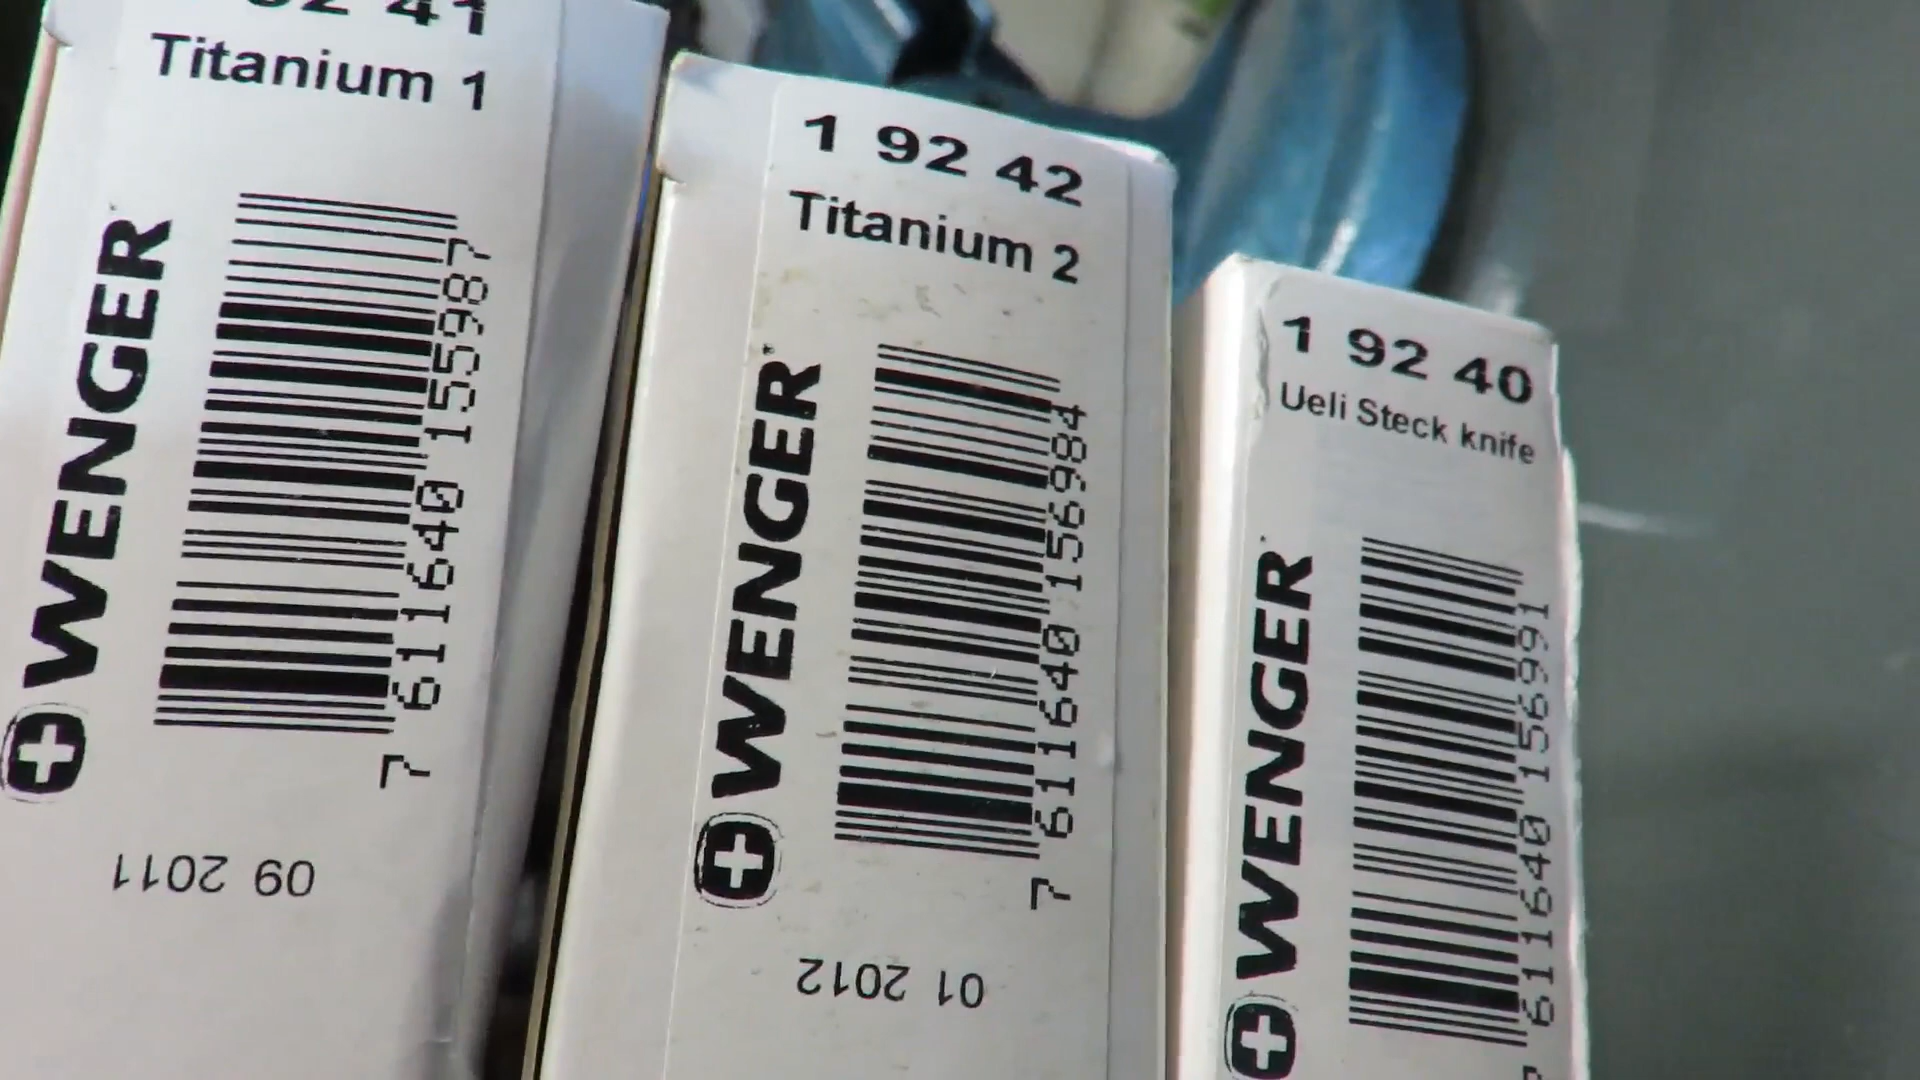 92 41
Titanium 1
WENGER
7 611640 155987
09 2011
1 92 42
Titanium 2
WENGER
7 611640 156984
01 2012
1 92 40
Ueli Steck knife
WENGER
7 611640 156991